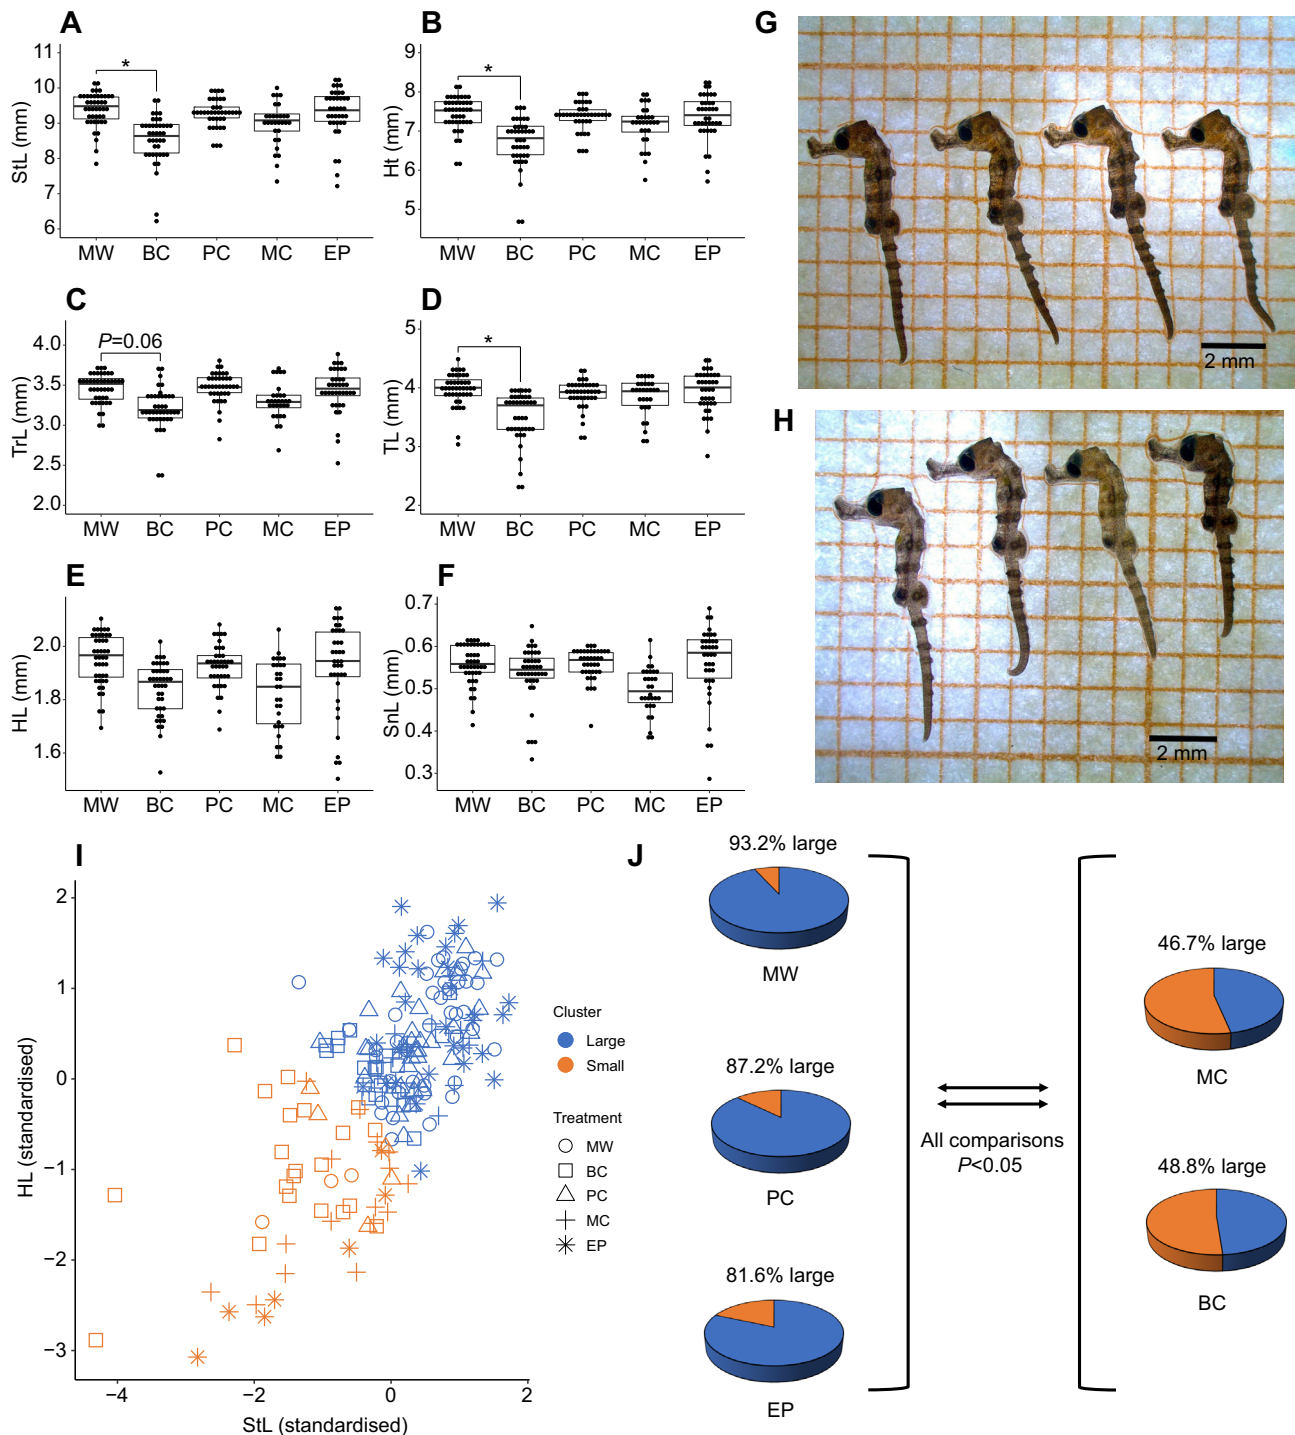 A
StL (mm)
11
10
9
8
7
6
*
MW BC PC MC EP
B
Ht (mm)
9
8
7
6
5
*
MW BC PC MC EP
C
TrL (mm)
4.0
3.5
3.0
2.5
2.0
P=0.06
MW BC PC MC EP
D
TL (mm)
5
4
3
2
*
MW BC PC MC EP
E
HL (mm)
2.0
1.8
1.6
MW BC PC MC EP
F
SnL (mm)
0.7
0.6
0.5
0.4
0.3
MW BC PC MC EP
G
2 mm
H
2 mm
I
HL (standardised)
2
1
0
−1
−2
−3
−4 −2 0 2
StL (standardised)
Cluster
Large
Small
Treatment
MW
BC
PC
MC
EP
J
93.2% large
MW
87.2% large
PC
81.6% large
EP
All comparisons
P<0.05
46.7% large
MC
48.8% large
BC